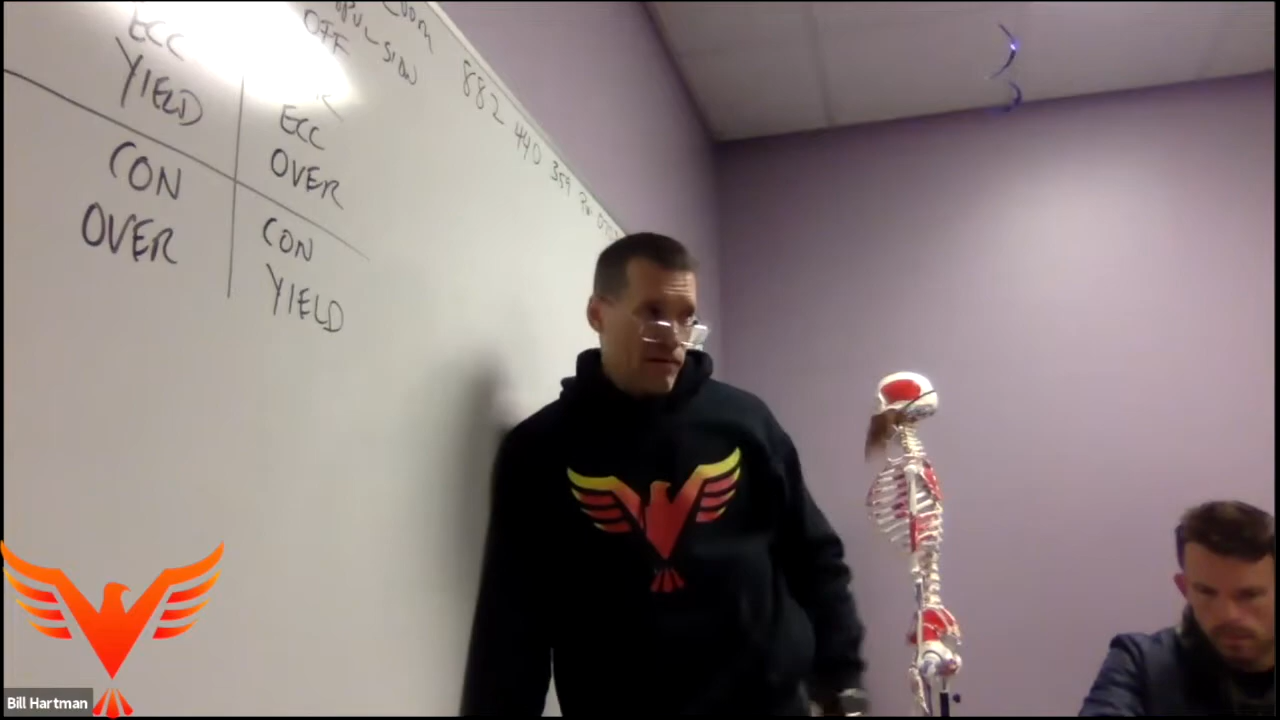 ECC
YIELD
OFF
882 440 359
ECC
OVER
CON
OVER
CON
YIELD
Bill Hartman